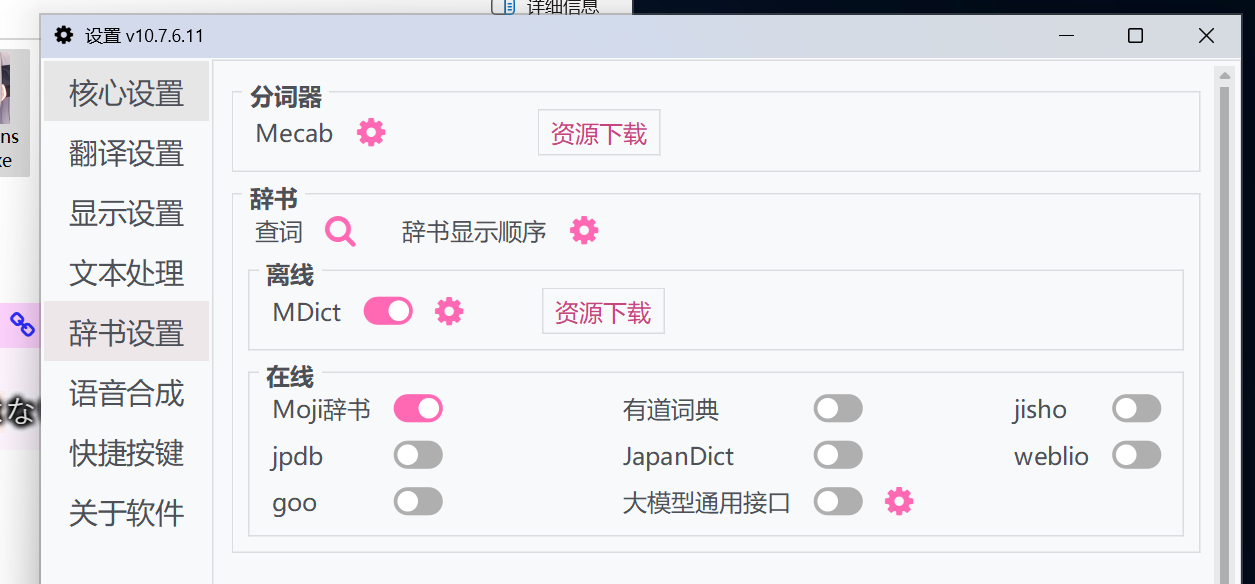 详细信息
设置 v10.7.6.11
核心设置
翻译设置
显示设置
文本处理
辞书设置
语音合成
快捷按键
关于软件
分词器
Mecab 资源下载
辞书
查词 辞书显示顺序
离线
MDict 资源下载
在线
Moji辞书 有道词典 jisho
jpdb JapanDict weblio
goo 大模型通用接口
ns
な